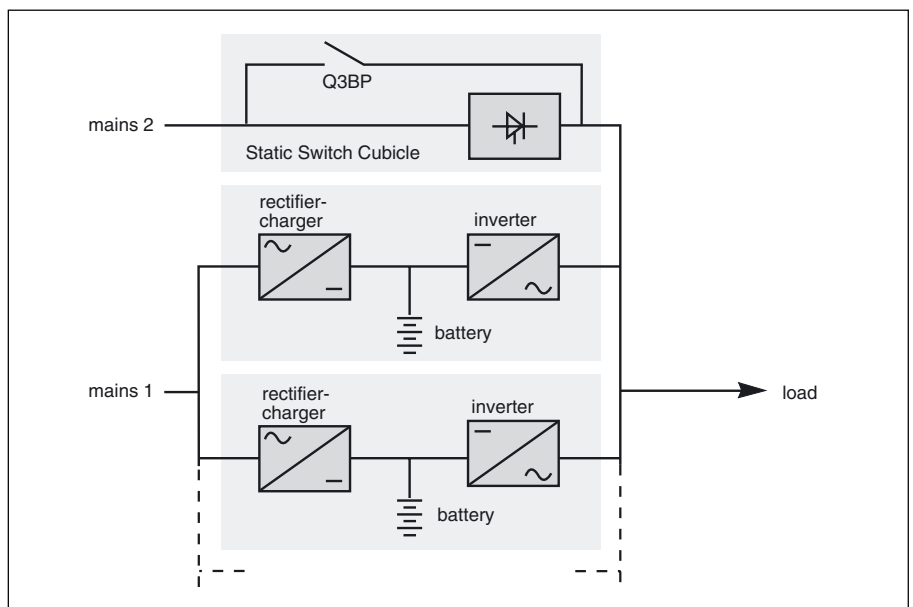 Q3BP
mains 2
Static Switch Cubicle
rectifier-
charger
inverter
battery
mains 1
rectifier-
charger
inverter
load
battery